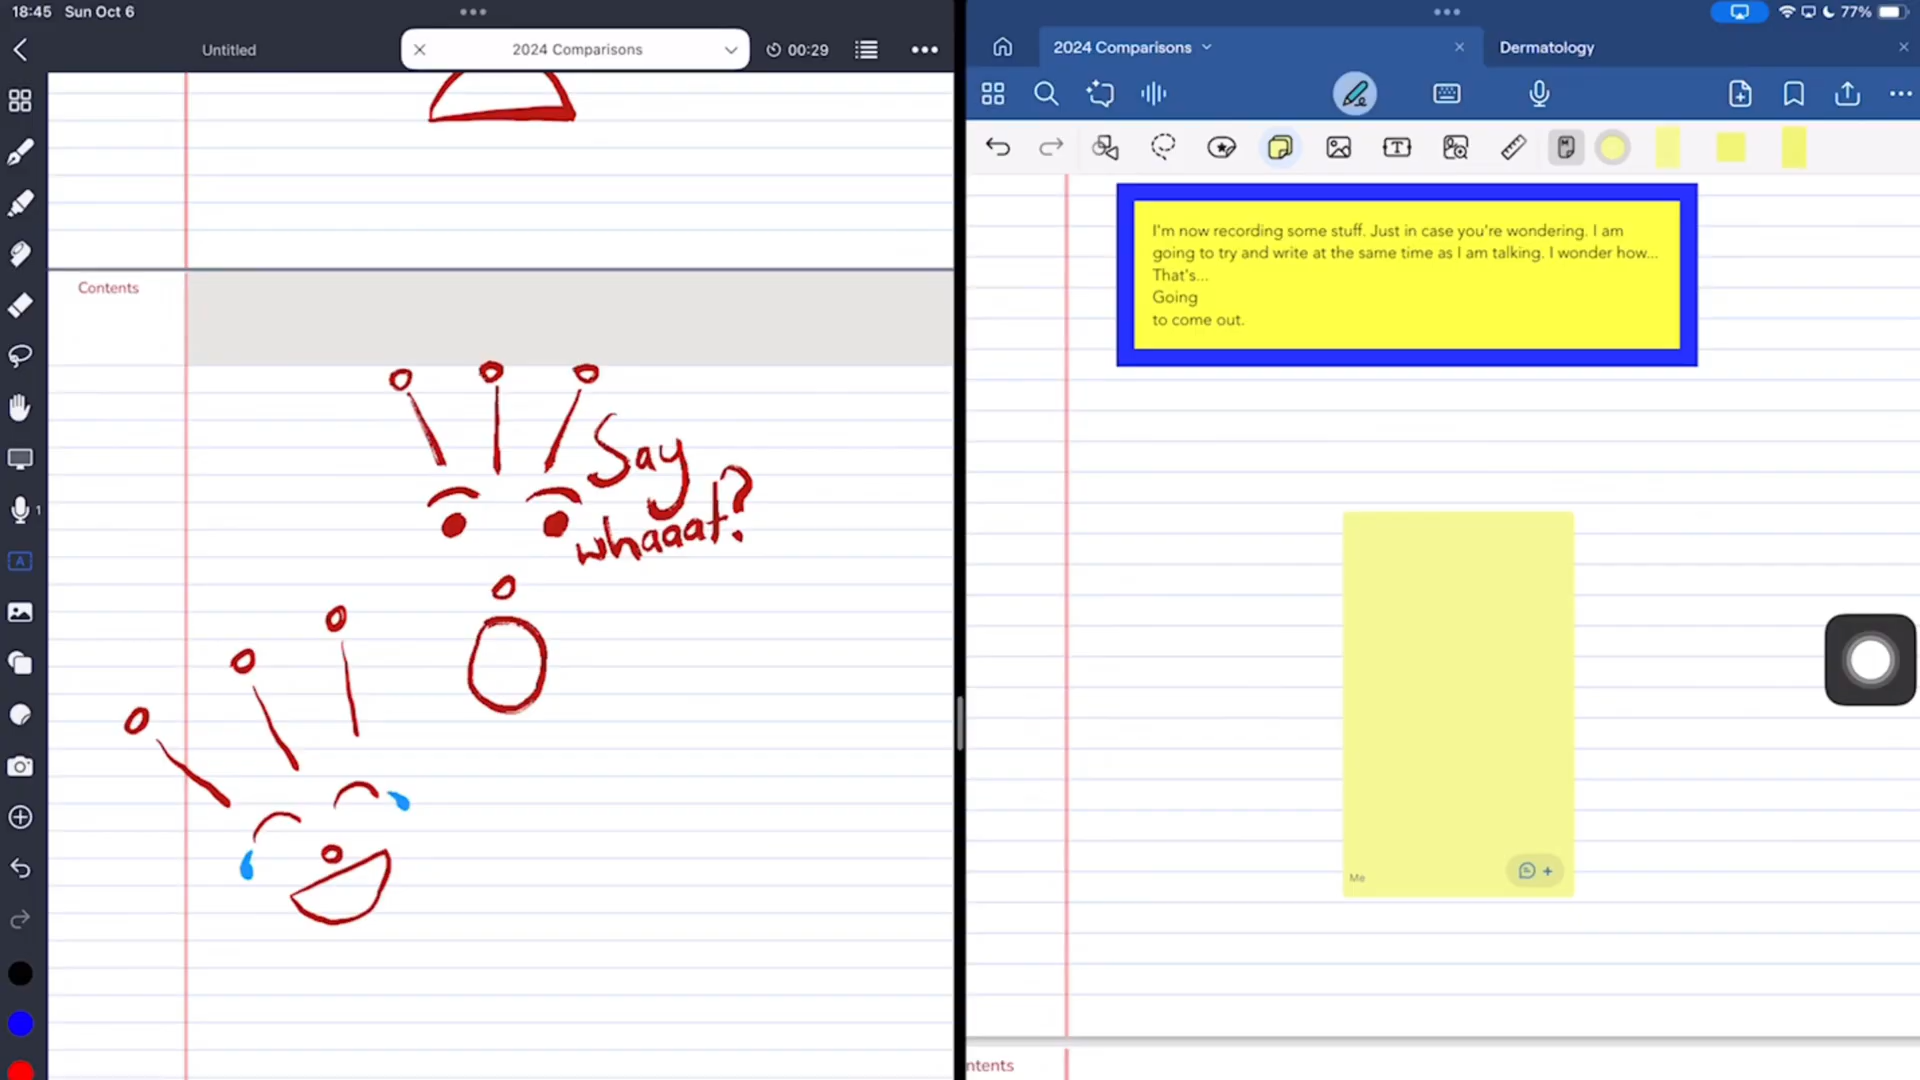 18:45 Sun Oct 6
77%
Untitled
2024 Comparisons
00:29
2024 Comparisons
Dermatology
1
A
T
M
Contents
Say
whaaat?
I'm now recording some stuff. Just in case you're wondering. I am
going to try and write at the same time as I am talking. I wonder how...
That's...
Going
to come out.
Me
ntents